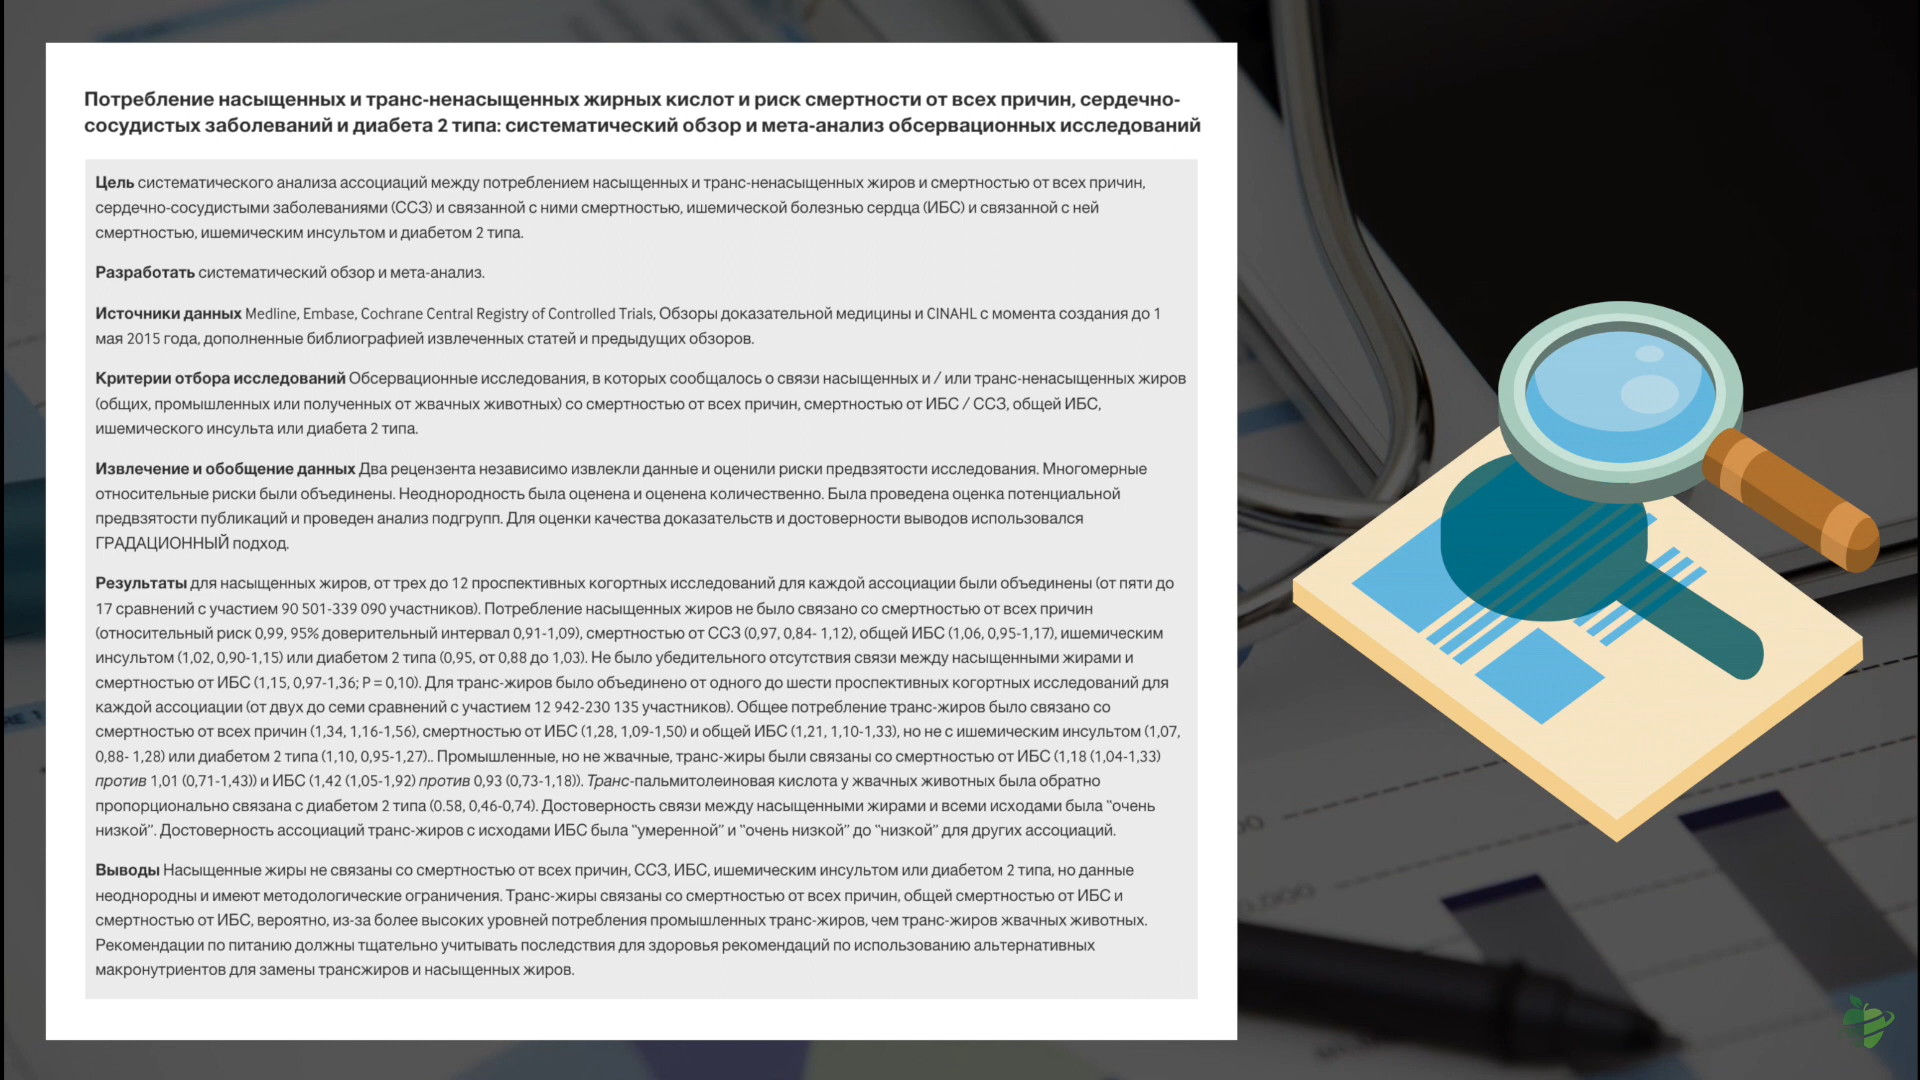 Потребление насыщенных и транс-ненасыщенных жирных кислот и риск смертности от всех причин, сердечно-
сосудистых заболеваний и диабета 2 типа: систематический обзор и мета-анализ обсервационных исследований
Цель систематического анализа ассоциаций между потреблением насыщенных и транс-ненасыщенных жиров и смертностью от всех причин,
сердечно-сосудистыми заболеваниями (ССЗ) и связанной с ними смертностью, ишемической болезнью сердца (ИБС) и связанной с ней
смертностью, ишемическим инсультом и диабетом 2 типа.
Разработать систематический обзор и мета-анализ.
Источники данных Medline, Embase, Cochrane Central Registry of Controlled Trials, Обзоры доказательной медицины и CINAHL с момента создания до 1
мая 2015 года, дополненные библиографией извлеченных статей и предыдущих обзоров.
Критерии отбора исследований Обсервационные исследования, в которых сообщалось о связи насыщенных и / или транс-ненасыщенных жиров
(общих, промышленных или полученных от жвачных животных) со смертностью от всех причин, смертностью от ИБС / ССЗ, общей ИБС,
ишемического инсульта или диабета 2 типа.
Извлечение и обобщение данных Два рецензента независимо извлекли данные и оценили риски предвзятости исследования. Многомерные
относительные риски были объединены. Неоднородность была оценена и оценена количественно. Была проведена оценка потенциальной
предвзятости публикаций и проведен анализ подгрупп. Для оценки качества доказательств и достоверности выводов использовался
ГРАДАЦИОННЫЙ подход.
Результаты для насыщенных жиров, от трех до 12 проспективных когортных исследований для каждой ассоциации были объединены (от пяти до
17 сравнений с участием 90 501-339 090 участников). Потребление насыщенных жиров не было связано со смертностью от всех причин
(относительный риск 0,99, 95% доверительный интервал 0,91-1,09), смертностью от ССЗ (0,97, 0,84- 1,12), общей ИБС (1,06, 0,95-1,17), ишемическим
инсультом (1,02, 0,90-1,15) или диабетом 2 типа (0,95, от 0,88 до 1,03). Не было убедительного отсутствия связи между насыщенными жирами и
смертностью от ИБС (1,15, 0,97-1,36; P = 0,10). Для транс-жиров было объединено от одного до шести проспективных когортных исследований для
каждой ассоциации (от двух до семи сравнений с участием 12 942-230 135 участников). Общее потребление транс-жиров было связано со
смертностью от всех причин (1,34, 1,16-1,56), смертностью от ИБС (1,28, 1,09-1,50) и общей ИБС (1,21, 1,10-1,33), но не с ишемическим инсультом (1,07,
0,88- 1,28) или диабетом 2 типа (1,10, 0,95-1,27).. Промышленные, но не жвачные, транс-жиры были связаны со смертностью от ИБС (1,18 (1,04-1,33)
против 1,01 (0,71-1,43)) и ИБС (1,42 (1,05-1,92) против 0,93 (0,73-1,18)). Транс-пальмитолеиновая кислота у жвачных животных была обратно
пропорционально связана с диабетом 2 типа (0.58, 0,46-0,74). Достоверность связи между насыщенными жирами и всеми исходами была “очень
низкой”. Достоверность ассоциаций транс-жиров с исходами ИБС была “умеренной” и “очень низкой” до “низкой” для других ассоциаций.
Выводы Насыщенные жиры не связаны со смертностью от всех причин, ССЗ, ИБС, ишемическим инсультом или диабетом 2 типа, но данные
неоднородны и имеют методологические ограничения. Транс-жиры связаны со смертностью от всех причин, общей смертностью от ИБС и
смертностью от ИБС, вероятно, из-за более высоких уровней потребления промышленных транс-жиров, чем транс-жиров жвачных животных.
Рекомендации по питанию должны тщательно учитывать последствия для здоровья рекомендаций по использованию альтернативных
макронутриентов для замены трансжиров и насыщенных жиров.